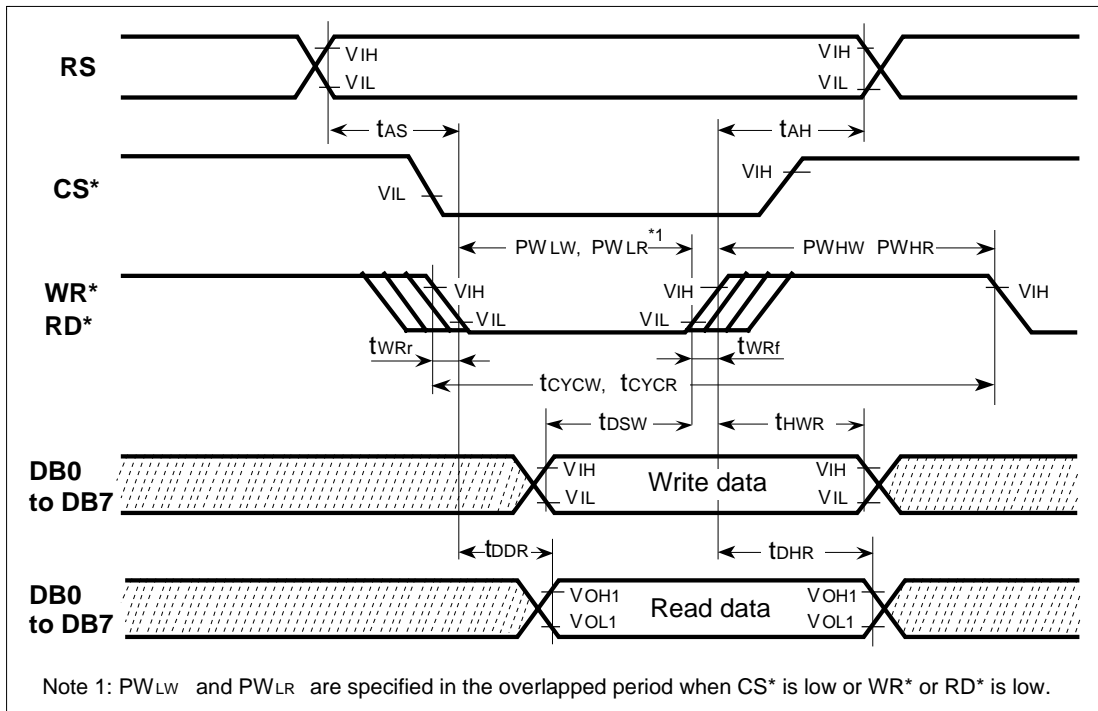 RS
VIH
VIL
VIH
VIL
tAS
tAH
CS*
VIL
VIH
PWLW, PWLR*1
PWHW PWHR
WR*
RD*
VIH
VIL
VIH
VIL
VIH
tWRr
tWRf
tCYCW, tCYCR
tDSW
tHWR
DB0
to DB7
VIH
VIL
Write data
VIH
VIL
tDDR
tDHR
DB0
to DB7
VOH1
VOL1
Read data
VOH1
VOL1
Note 1: PWLW and PWLR are specified in the overlapped period when CS* is low or WR* or RD* is low.